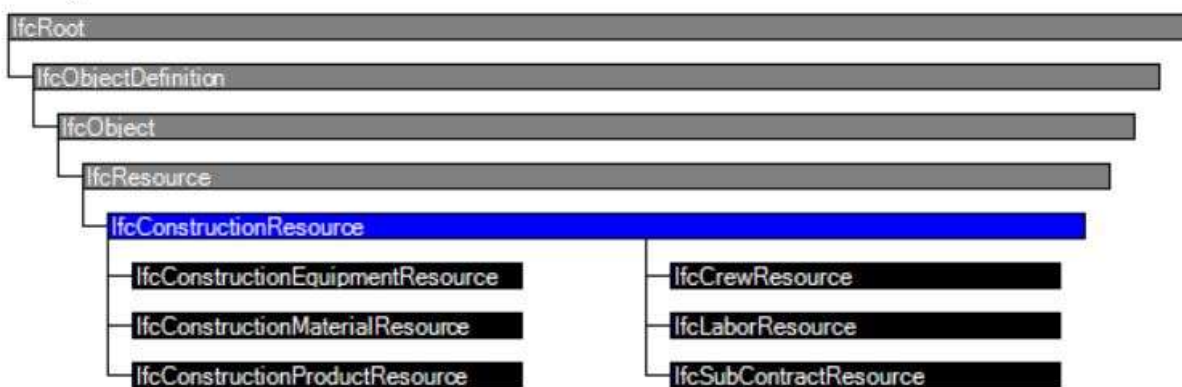 IfcRoot
IfcObjectDefinition
IfcObject
IfcResource
IfcConstructionResource
IfcConstructionEquipmentResource
IfcCrewResource
IfcConstructionMaterialResource
IfcLaborResource
IfcConstructionProductResource
IfcSubContractResource